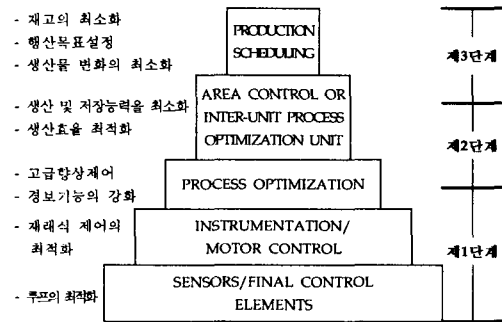 - 재고의 최소화
- 행산목표설정
- 생산물 변화의 최소화
PRODUCTION
SCHEDULING
제3단계
- 생산 및 저장능력을 최소화
- 생산효율 최적화
AREA CONTROL OR
INTER-UNIT PROCESS
OPTIMIZATION UNIT
제2단계
- 고급향상제어
- 경보기능의 강화
PROCESS OPTIMIZATION
- 재래식 제어의
최적화
INSTRUMENTATION/
MOTOR CONTROL
제1단계
- 루프의 최적화
SENSORS/FINAL CONTROL
ELEMENTS